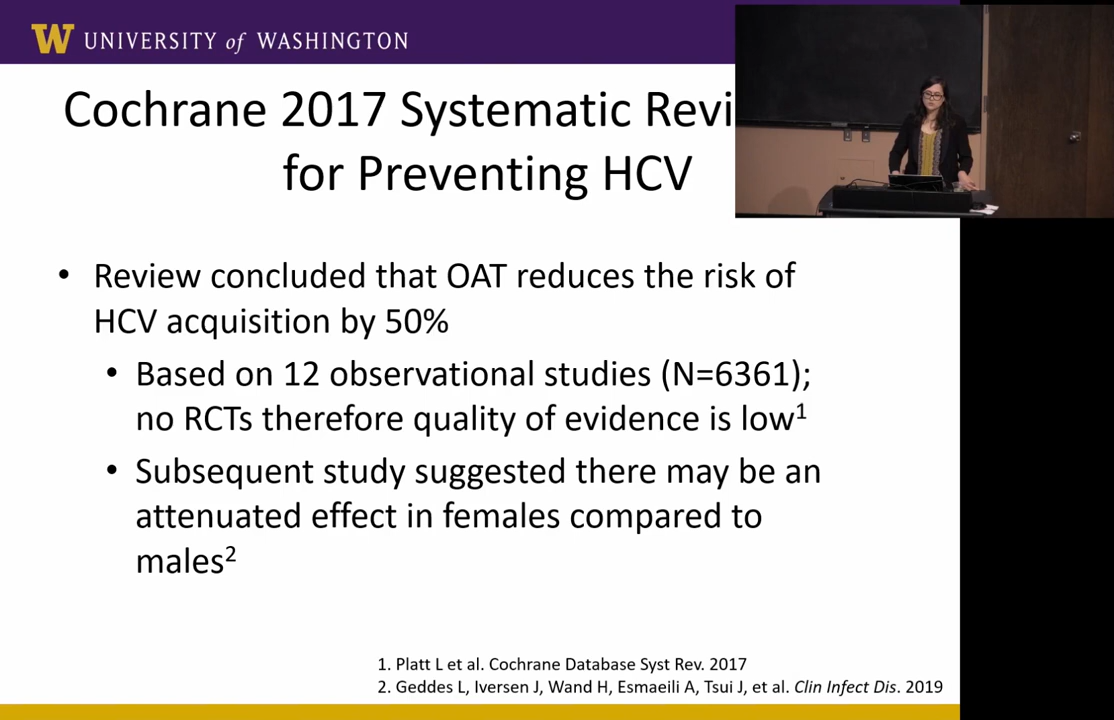 W UNIVERSITY of WASHINGTON
Cochrane 2017 Systematic
for Preventing HCV
• Review concluded that OAT reduces the risk of
HCV acquisition by 50%
• Based on 12 observational studies (N=6361);
no RCTs therefore quality of evidence is low1
• Subsequent study suggested there may be an
attenuated effect in females compared to
males2
1. Platt L et al. Cochrane Database Syst Rev. 2017
2. Geddes L, Iversen J, Wand H, Esmaeili A, Tsui J, et al. Clin Infect Dis. 2019